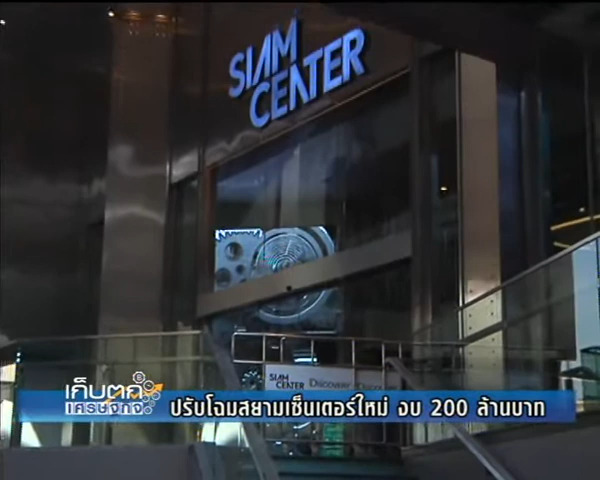 SIAM
CENTER
SIAM
CENTER
DISCOVERY
เก็บตก
เศรษฐกิจ
ปรับโฉมสยามเซ็นเตอร์ใหม่ งบ 200 ล้านบาท